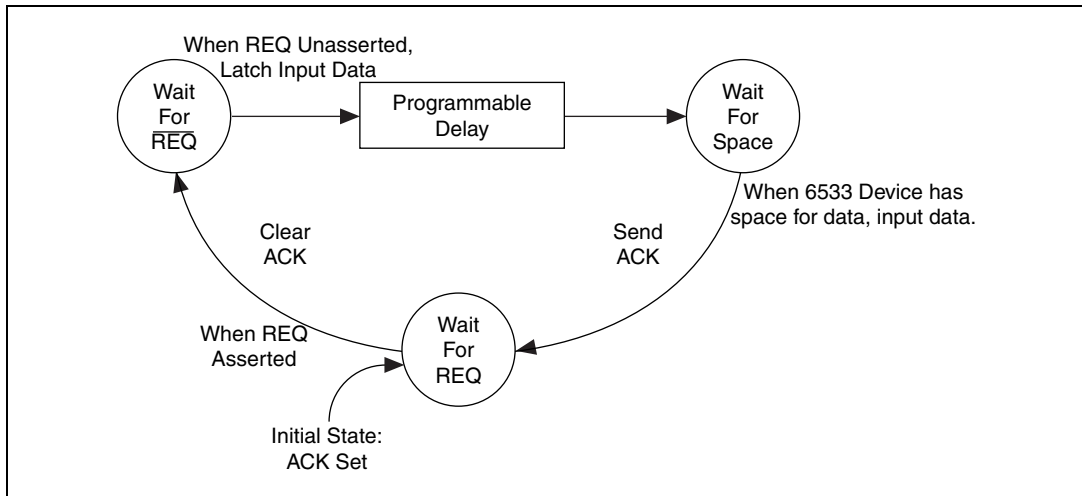 When REQ Unasserted,
Latch Input Data
Wait
For
R̅E̅Q̅
Programmable
Delay
Wait
For
Space
When 6533 Device has
space for data, input data.
Clear
ACK
Send
ACK
When REQ
Asserted
Wait
For
REQ
Initial State:
ACK Set